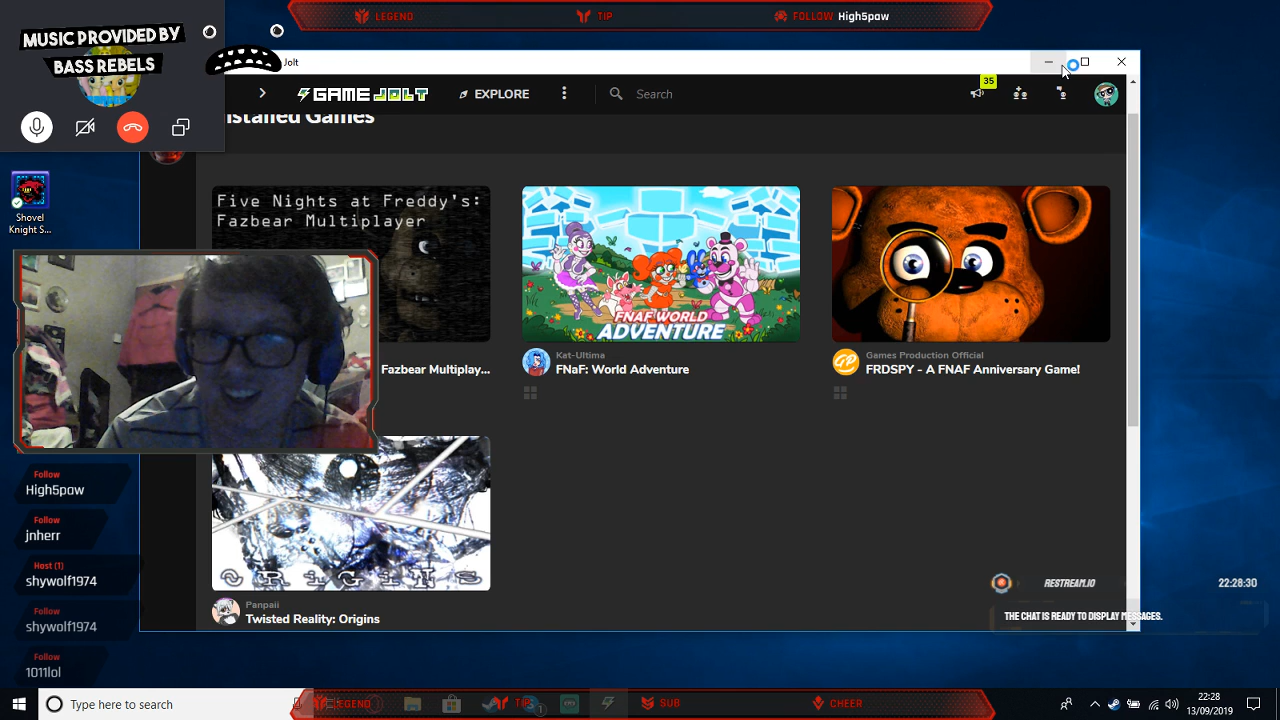 LEGEND
TIP
FOLLOW High5paw
MUSIC PROVIDED BY
BASS REBELS
Jolt
35
GAME JOLT
EXPLORE
Search
nstalled Games
Shovel
Knight S...
Five Nights at Freddy's:
Fazbear Multiplayer
FNAF WORLD
ADVENTURE
Fazbear Multiplay...
Kat-Ultima
FNaF: World Adventure
GP
Games Production Official
FRDSPY - A FNAF Anniversary Game!
Follow
High5paw
Follow
jnherr
Host (1)
shywolf1974
Follow
shywolf1974
Follow
1011lol
ORIGINS
Panpaii
Twisted Reality: Origins
RESTREAM.IO
22:28:30
THE CHAT IS READY TO DISPLAY MESSAGES.
Type here to search
LEGEND
TIP
SUB
CHEER
22:28
13/09/2019